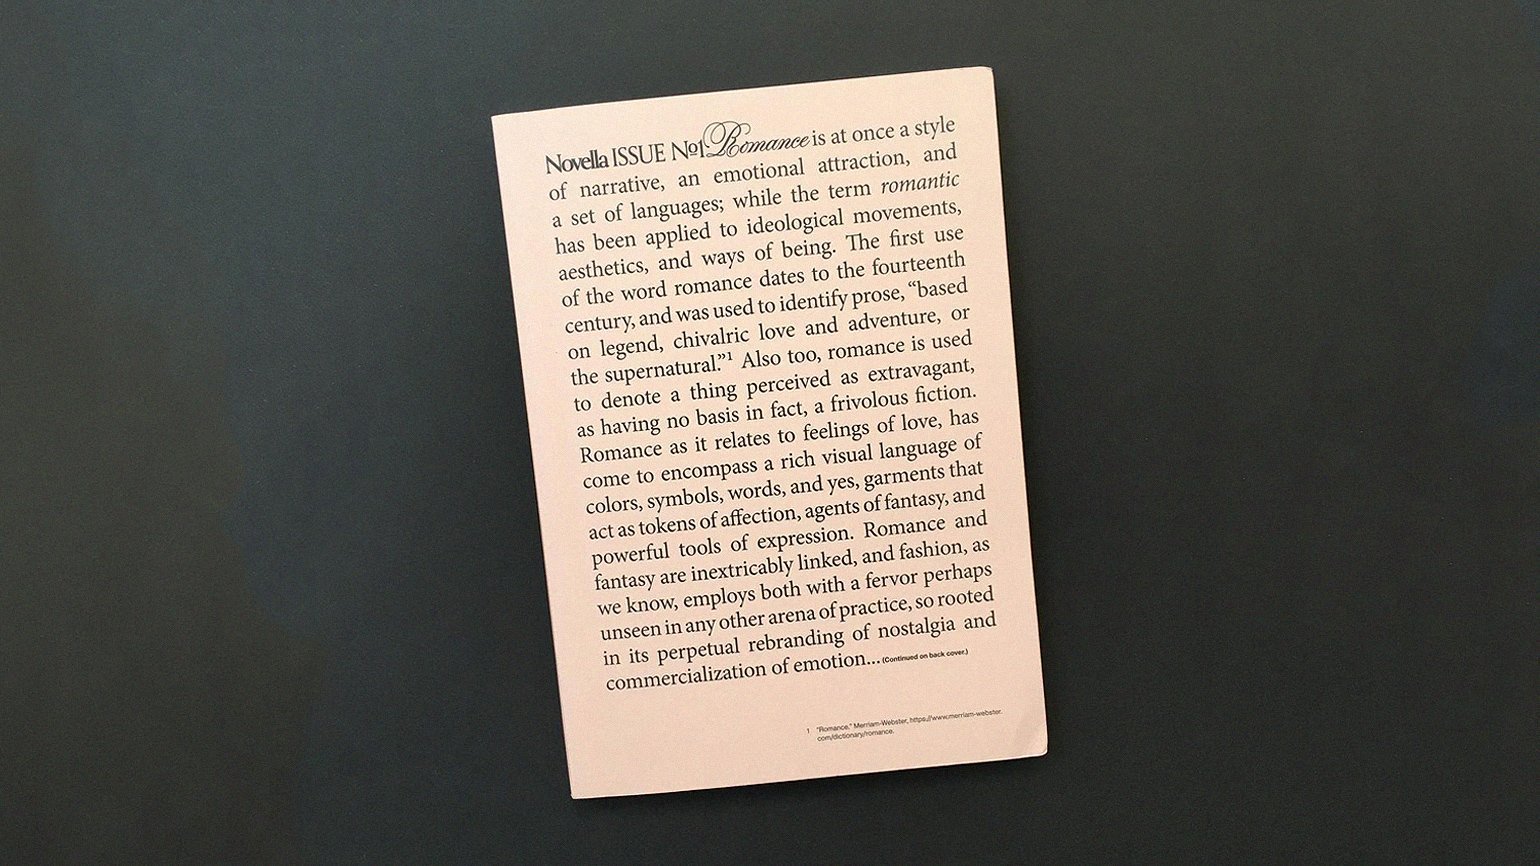 Novella ISSUE Nº1 Romance is at once a style
of narrative, an emotional attraction, and
a set of languages; while the term romantic
has been applied to ideological movements,
aesthetics, and ways of being. The first use
of the word romance dates to the fourteenth
century, and was used to identify prose, “based
on legend, chivalric love and adventure, or
the supernatural.”¹ Also too, romance is used
to denote a thing perceived as extravagant,
as having no basis in fact, a frivolous fiction.
Romance as it relates to feelings of love, has
come to encompass a rich visual language of
colors, symbols, words, and yes, garments that
act as tokens of affection, agents of fantasy, and
powerful tools of expression. Romance and
fantasy are inextricably linked, and fashion, as
we know, employs both with a fervor perhaps
unseen in any other arena of practice, so rooted
in its perpetual rebranding of nostalgia and
commercialization of emotion... (Continued on back cover.)
1 “Romance.” Merriam-Webster, https://www.merriam-webster.
com/dictionary/romance.